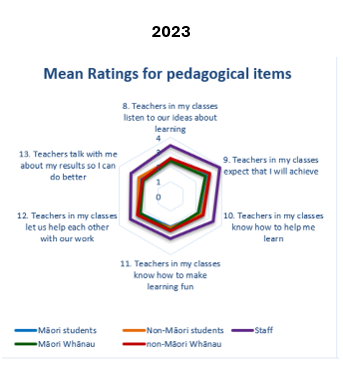 2023
Mean Ratings for pedagogical items
8. Teachers in my classes
listen to our ideas about
learning
4
13. Teachers talk with me
about my results so I can
do better
9. Teachers in my classes
expect that I will achieve
1
0
12. Teachers in my classes
let us help each other
with our work
10. Teachers in my classes
know how to help me
learn
11. Teachers in my classes
know how to make
learning fun
Māori students
Non-Māori students
Staff
Māori Whānau
non-Māori Whānau